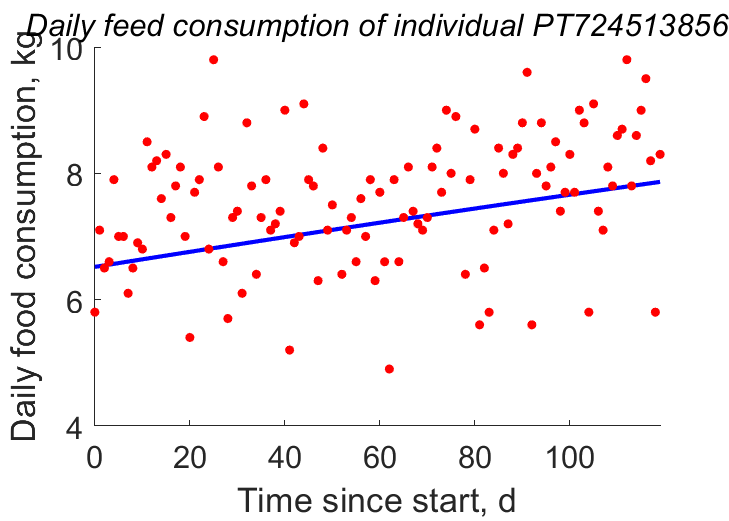 Daily feed consumption of individual PT724513856
Daily food consumption, kg
10
8
6
4
0 20 40 60 80 100
Time since start, d